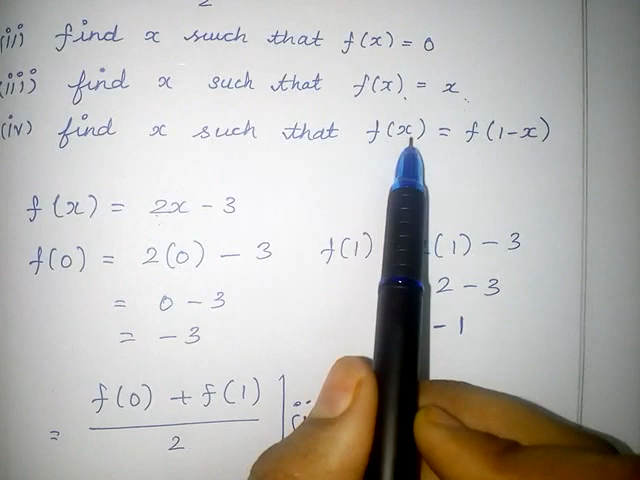 2
(ii) find x such that f(x) = 0
(iii) find x such that f(x) = x.
(iv) find x such that f(x) = f(1-x)
f(x) = 2x - 3
f(0) = 2(0) - 3 f(1) (1) - 3
= 0 - 3 2 - 3
= -3 -1
= f(0) + f(1) / 2